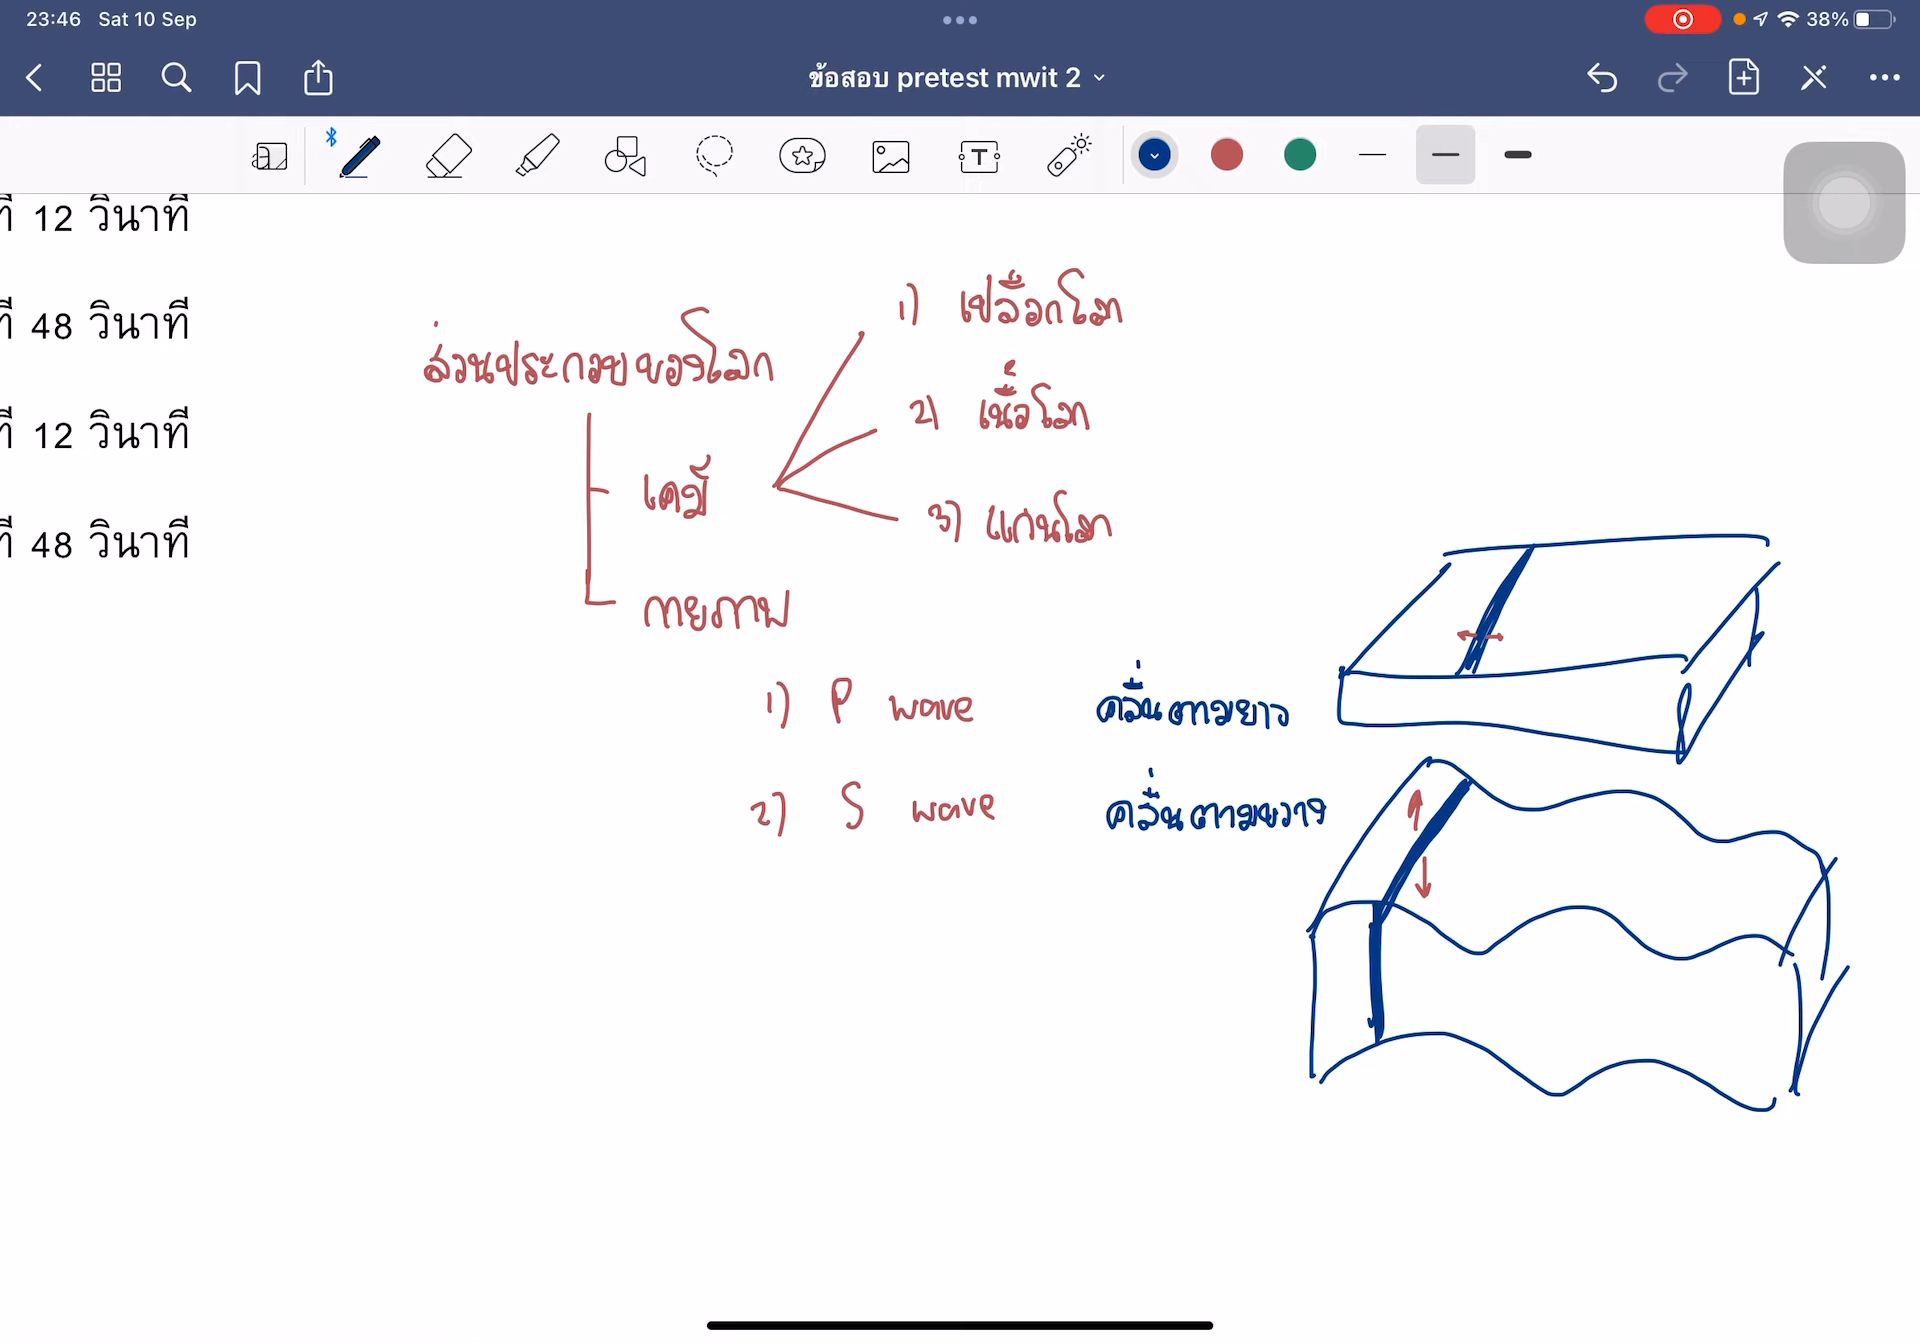 23:46 Sat 10 Sep
38%
ข้อสอบ pretest mwit 2
ที่ 12 วินาที
ที่ 48 วินาที
ที่ 12 วินาที
ที่ 48 วินาที
ส่วนประกอบของโลก
1) เปลือกโลก
2) เนื้อโลก
3) แก่นโลก
เคมี
กายภาพ
1) P wave คลื่นตามยาว
2) S wave คลื่นตามขวาง